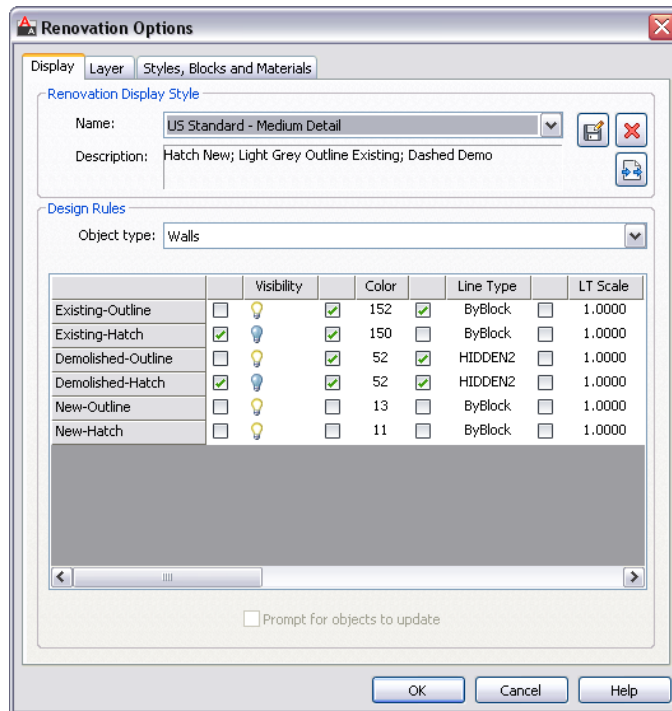 Renovation Options
Display Layer Styles, Blocks and Materials
Renovation Display Style
Name: US Standard - Medium Detail
Description: Hatch New; Light Grey Outline Existing; Dashed Demo
Design Rules
Object type: Walls
Visibility Color Line Type LT Scale
Existing-Outline 152 ByBlock 1.0000
Existing-Hatch 150 ByBlock 1.0000
Demolished-Outline 52 HIDDEN2 1.0000
Demolished-Hatch 52 HIDDEN2 1.0000
New-Outline 13 ByBlock 1.0000
New-Hatch 11 ByBlock 1.0000
Prompt for objects to update
OK Cancel Help